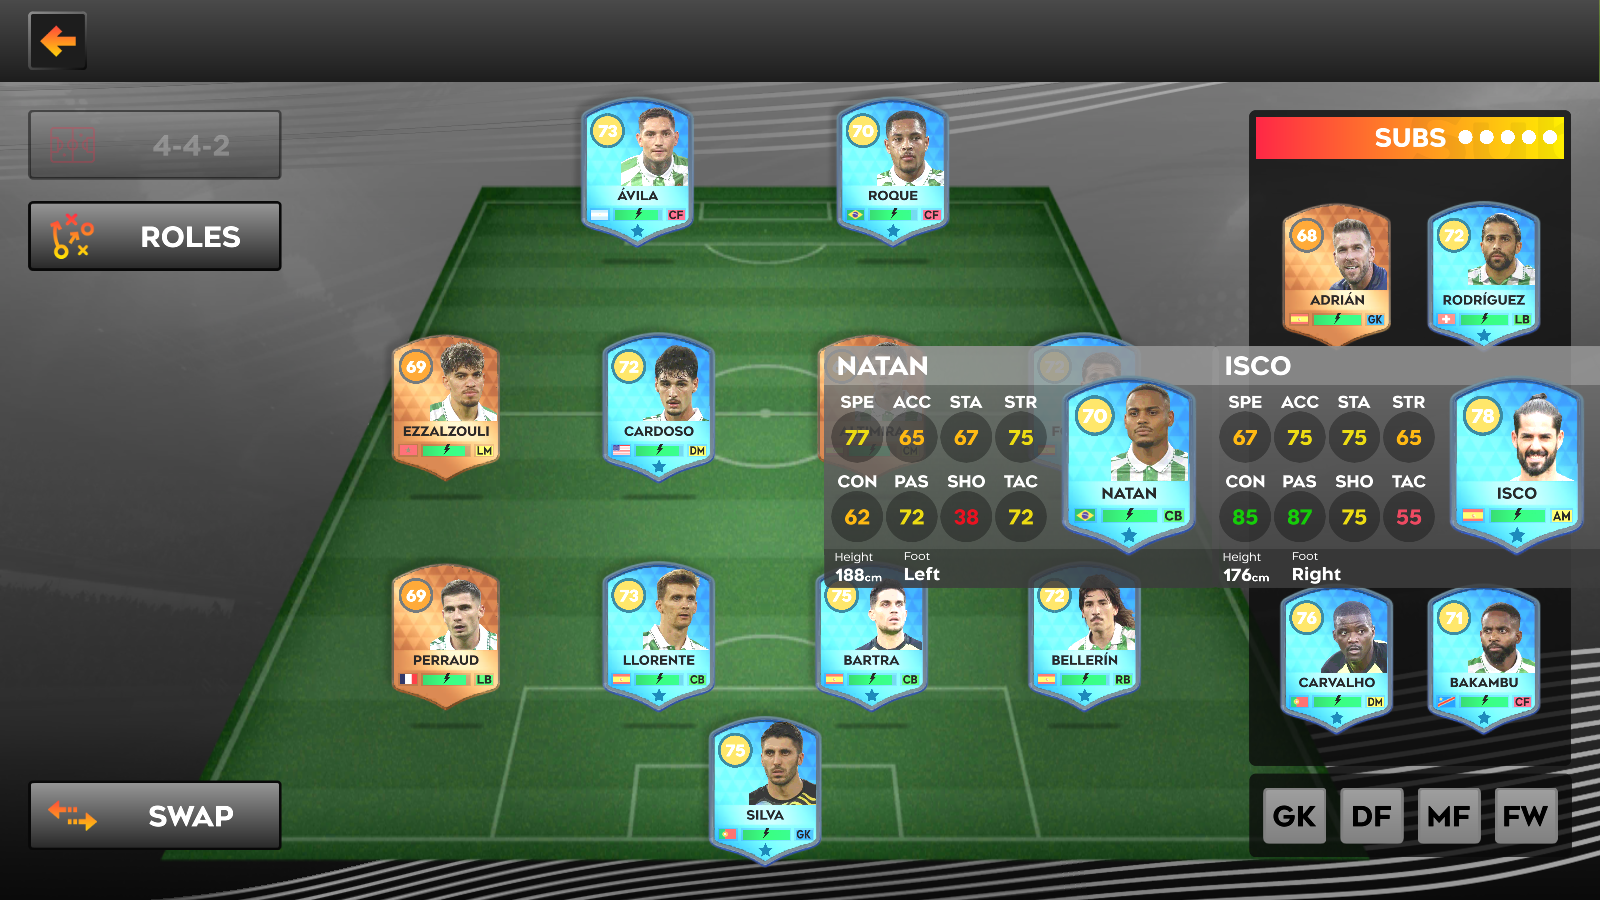 4-4-2
ROLES
SWAP
73
ÁVILA
CF
70
ROQUE
CF
69
EZZALZOULI
LM
72
CARDOSO
DM
69
PERRAUD
LB
73
LLORENTE
CB
75
BARTRA
CB
72
BELLERÍN
RB
75
SILVA
GK
SUBS
68
ADRIÁN
GK
72
RODRÍGUEZ
LB
NATAN
SPE ACC STA STR
77 65 67 75
CON PAS SHO TAC
62 72 38 72
Height Foot
188cm Left
70
NATAN
CB
ISCO
SPE ACC STA STR
67 75 75 65
CON PAS SHO TAC
85 87 75 55
Height Foot
176cm Right
78
ISCO
AM
76
CARVALHO
DM
71
BAKAMBU
CF
GK DF MF FW